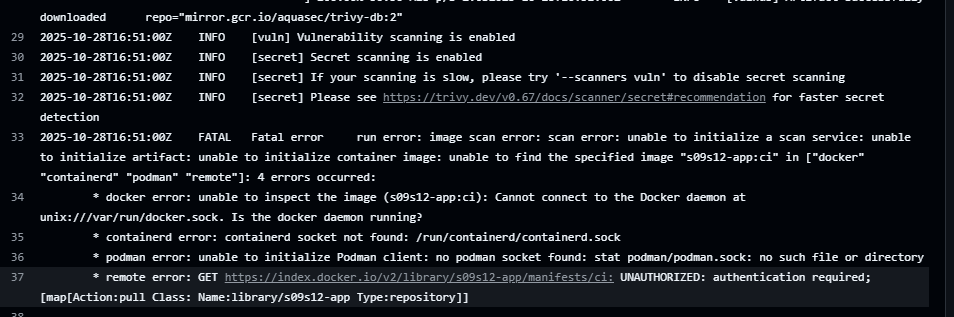 downloaded repo="mirror.gcr.io/aquasec/trivy-db:2"
29 2025-10-28T16:51:00Z INFO [vuln] Vulnerability scanning is enabled
30 2025-10-28T16:51:00Z INFO [secret] Secret scanning is enabled
31 2025-10-28T16:51:00Z INFO [secret] If your scanning is slow, please try '--scanners vuln' to disable secret scanning
32 2025-10-28T16:51:00Z INFO [secret] Please see https://trivy.dev/v0.67/docs/scanner/secret#recommendation for faster secret
detection
33 2025-10-28T16:51:00Z FATAL Fatal error run error: image scan error: scan error: unable to initialize a scan service: unable
to initialize artifact: unable to initialize container image: unable to find the specified image "s09s12-app:ci" in ["docker"
"containerd" "podman" "remote"]: 4 errors occurred:
34 * docker error: unable to inspect the image (s09s12-app:ci): Cannot connect to the Docker daemon at
unix:///var/run/docker.sock. Is the docker daemon running?
35 * containerd error: containerd socket not found: /run/containerd/containerd.sock
36 * podman error: unable to initialize Podman client: no podman socket found: stat podman/podman.sock: no such file or directory
37 * remote error: GET https://index.docker.io/v2/library/s09s12-app/manifests/ci: UNAUTHORIZED: authentication required;
[map[Action:pull Class: Name:library/s09s12-app Type:repository]]
38